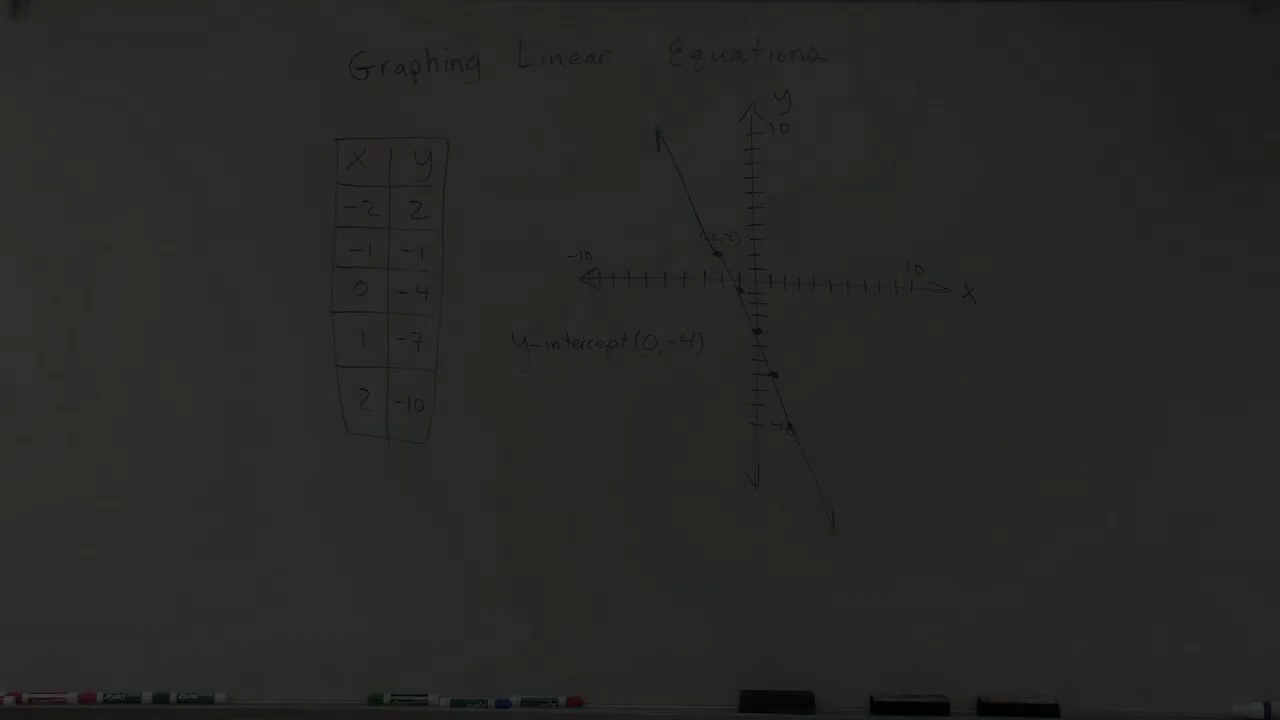 Graphing Linear Equations
x y
-2 2
-1 -1
0 -4
1 -7
2 -10
y
10
-10
10
x
y-intercept (0,-4)